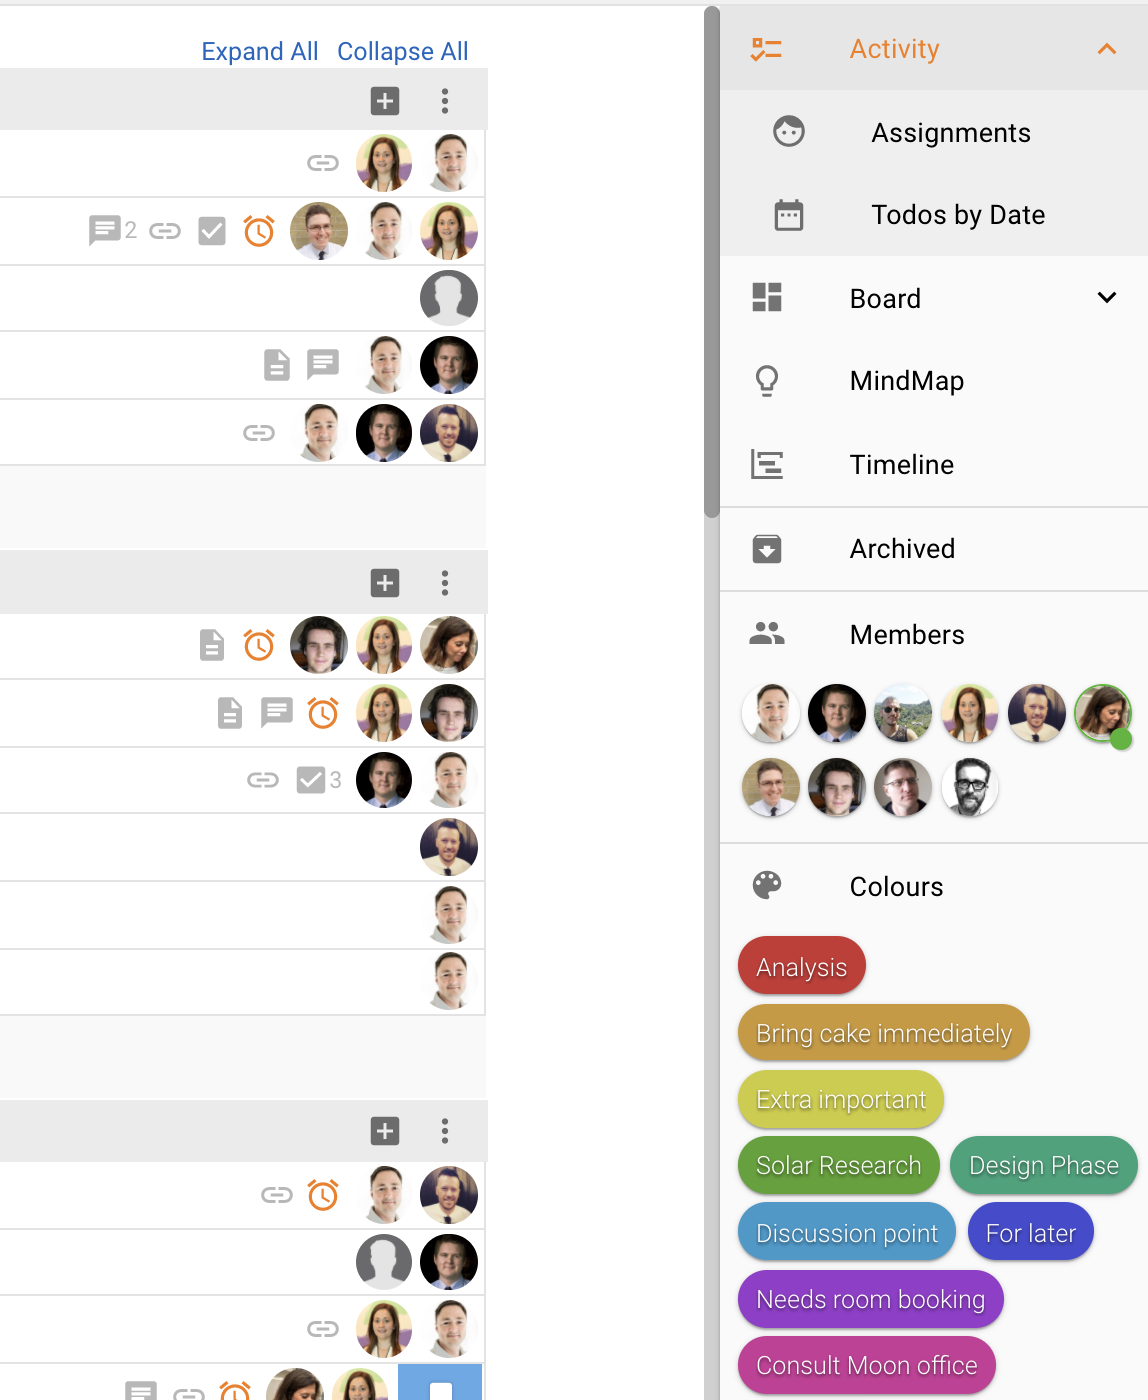 Expand All Collapse All
2
3
Activity
Assignments
Todos by Date
Board
MindMap
Timeline
Archived
Members
Colours
Analysis
Bring cake immediately
Extra important
Solar Research Design Phase
Discussion point For later
Needs room booking
Consult Moon office